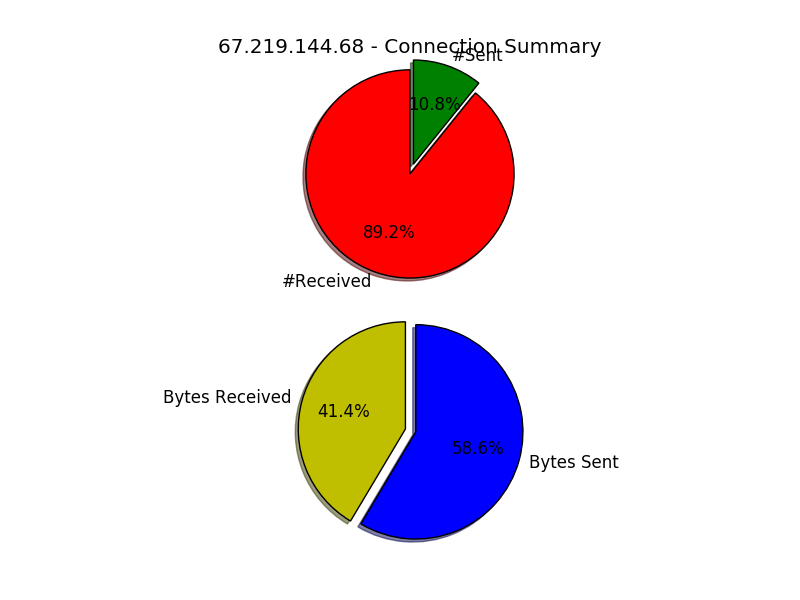 67.219.144.68 - Connection Summary
#Sent
10.8%
89.2%
#Received
Bytes Received
41.4%
58.6%
Bytes Sent